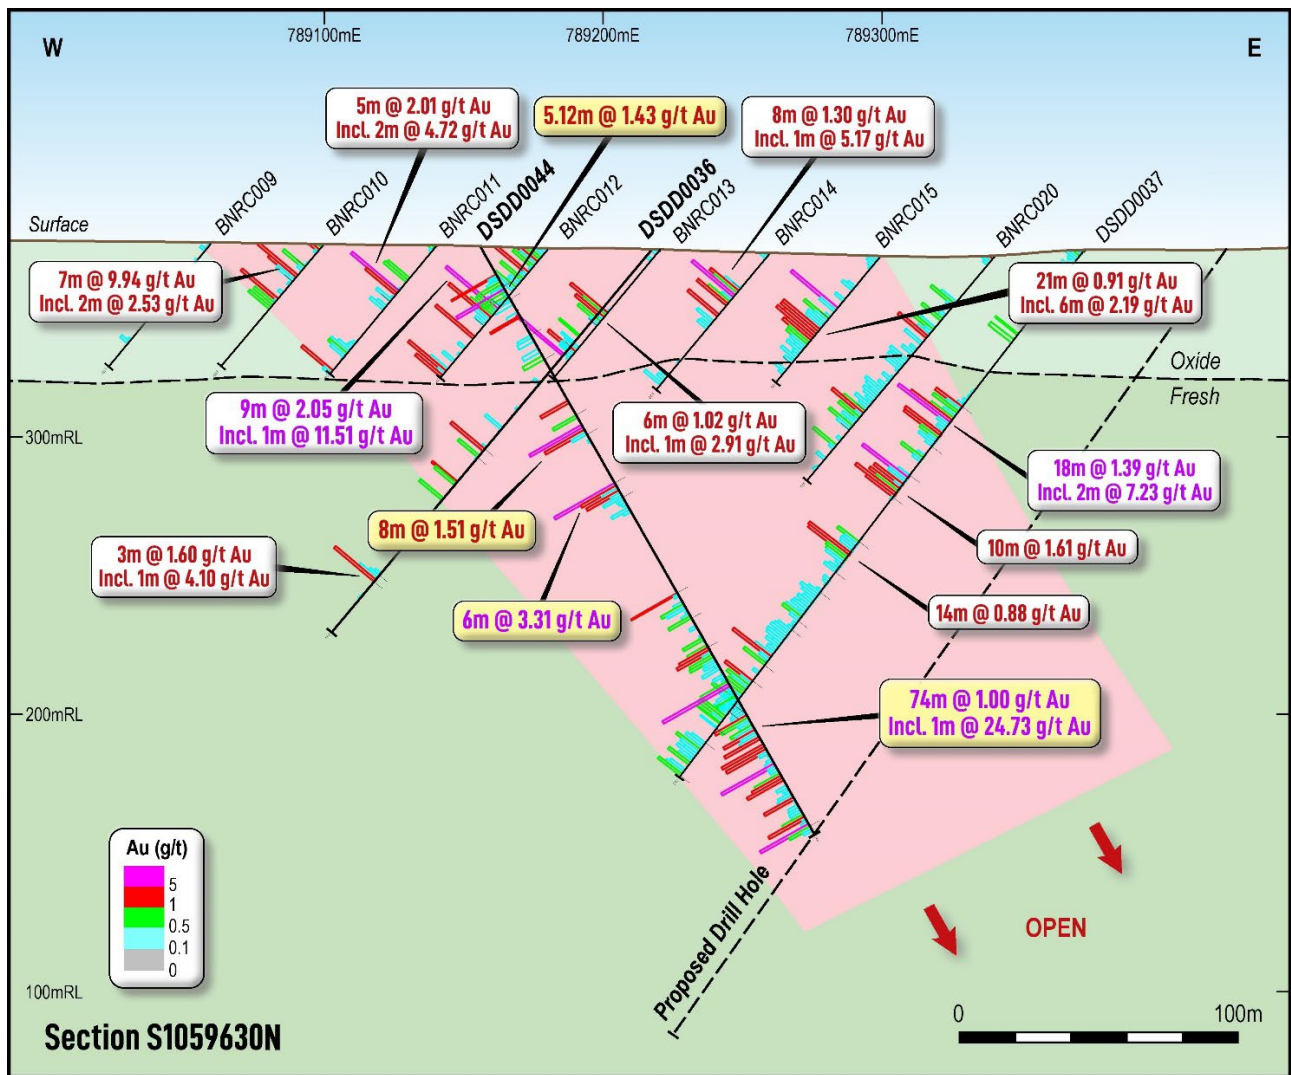 W
789100mE
789200mE
789300mE
E
5m @ 2.01 g/t Au
Incl. 2m @ 4.72 g/t Au
5.12m @ 1.43 g/t Au
8m @ 1.30 g/t Au
Incl. 1m @ 5.17 g/t Au
Surface
BNRC009
BNRC010
BNRC011
DSDD0044
BNRC012
DSDD0036
BNRC013
BNRC014
BNRC015
BNRC020
DSDD0037
7m @ 9.94 g/t Au
Incl. 2m @ 2.53 g/t Au
21m @ 0.91 g/t Au
Incl. 6m @ 2.19 g/t Au
Oxide
Fresh
9m @ 2.05 g/t Au
Incl. 1m @ 11.51 g/t Au
6m @ 1.02 g/t Au
Incl. 1m @ 2.91 g/t Au
300mRL
18m @ 1.39 g/t Au
Incl. 2m @ 7.23 g/t Au
8m @ 1.51 g/t Au
10m @ 1.61 g/t Au
3m @ 1.60 g/t Au
Incl. 1m @ 4.10 g/t Au
6m @ 3.31 g/t Au
14m @ 0.88 g/t Au
200mRL
74m @ 1.00 g/t Au
Incl. 1m @ 24.73 g/t Au
Au (g/t)
5
1
0.5
0.1
0
Proposed Drill Hole
OPEN
100mRL
Section S1059630N
0
100m